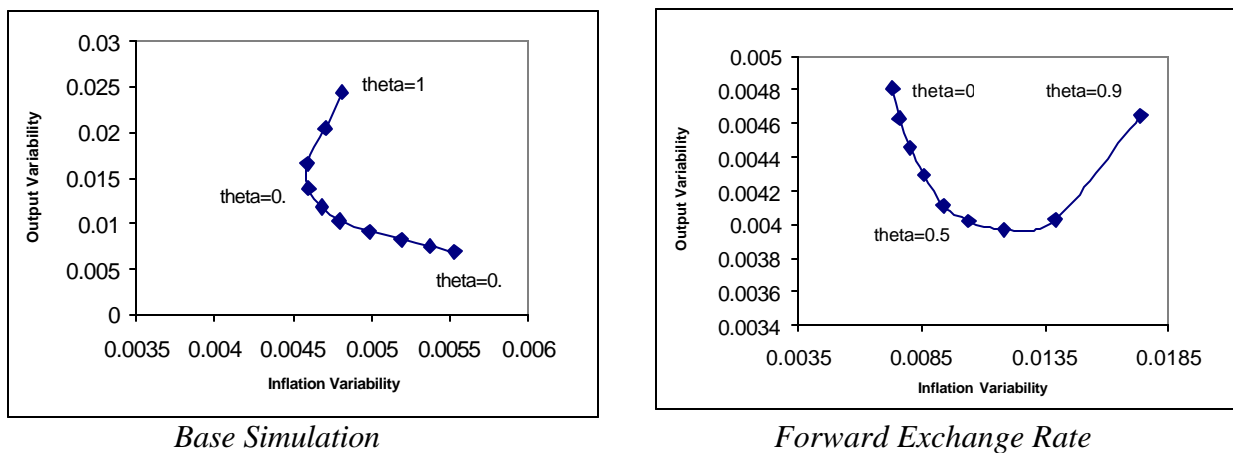 0.03
0.025
0.02
0.015
0.01
0.005
0
Output Variability
theta=1
theta=0.
theta=0.
0.0035 0.004 0.0045 0.005 0.0055 0.006
Inflation Variability
Base Simulation
0.005
0.0048
0.0046
0.0044
0.0042
0.004
0.0038
0.0036
0.0034
Output Variability
theta=0
theta=0.9
theta=0.5
0.0035 0.0085 0.0135 0.0185
Inflation Variability
Forward Exchange Rate